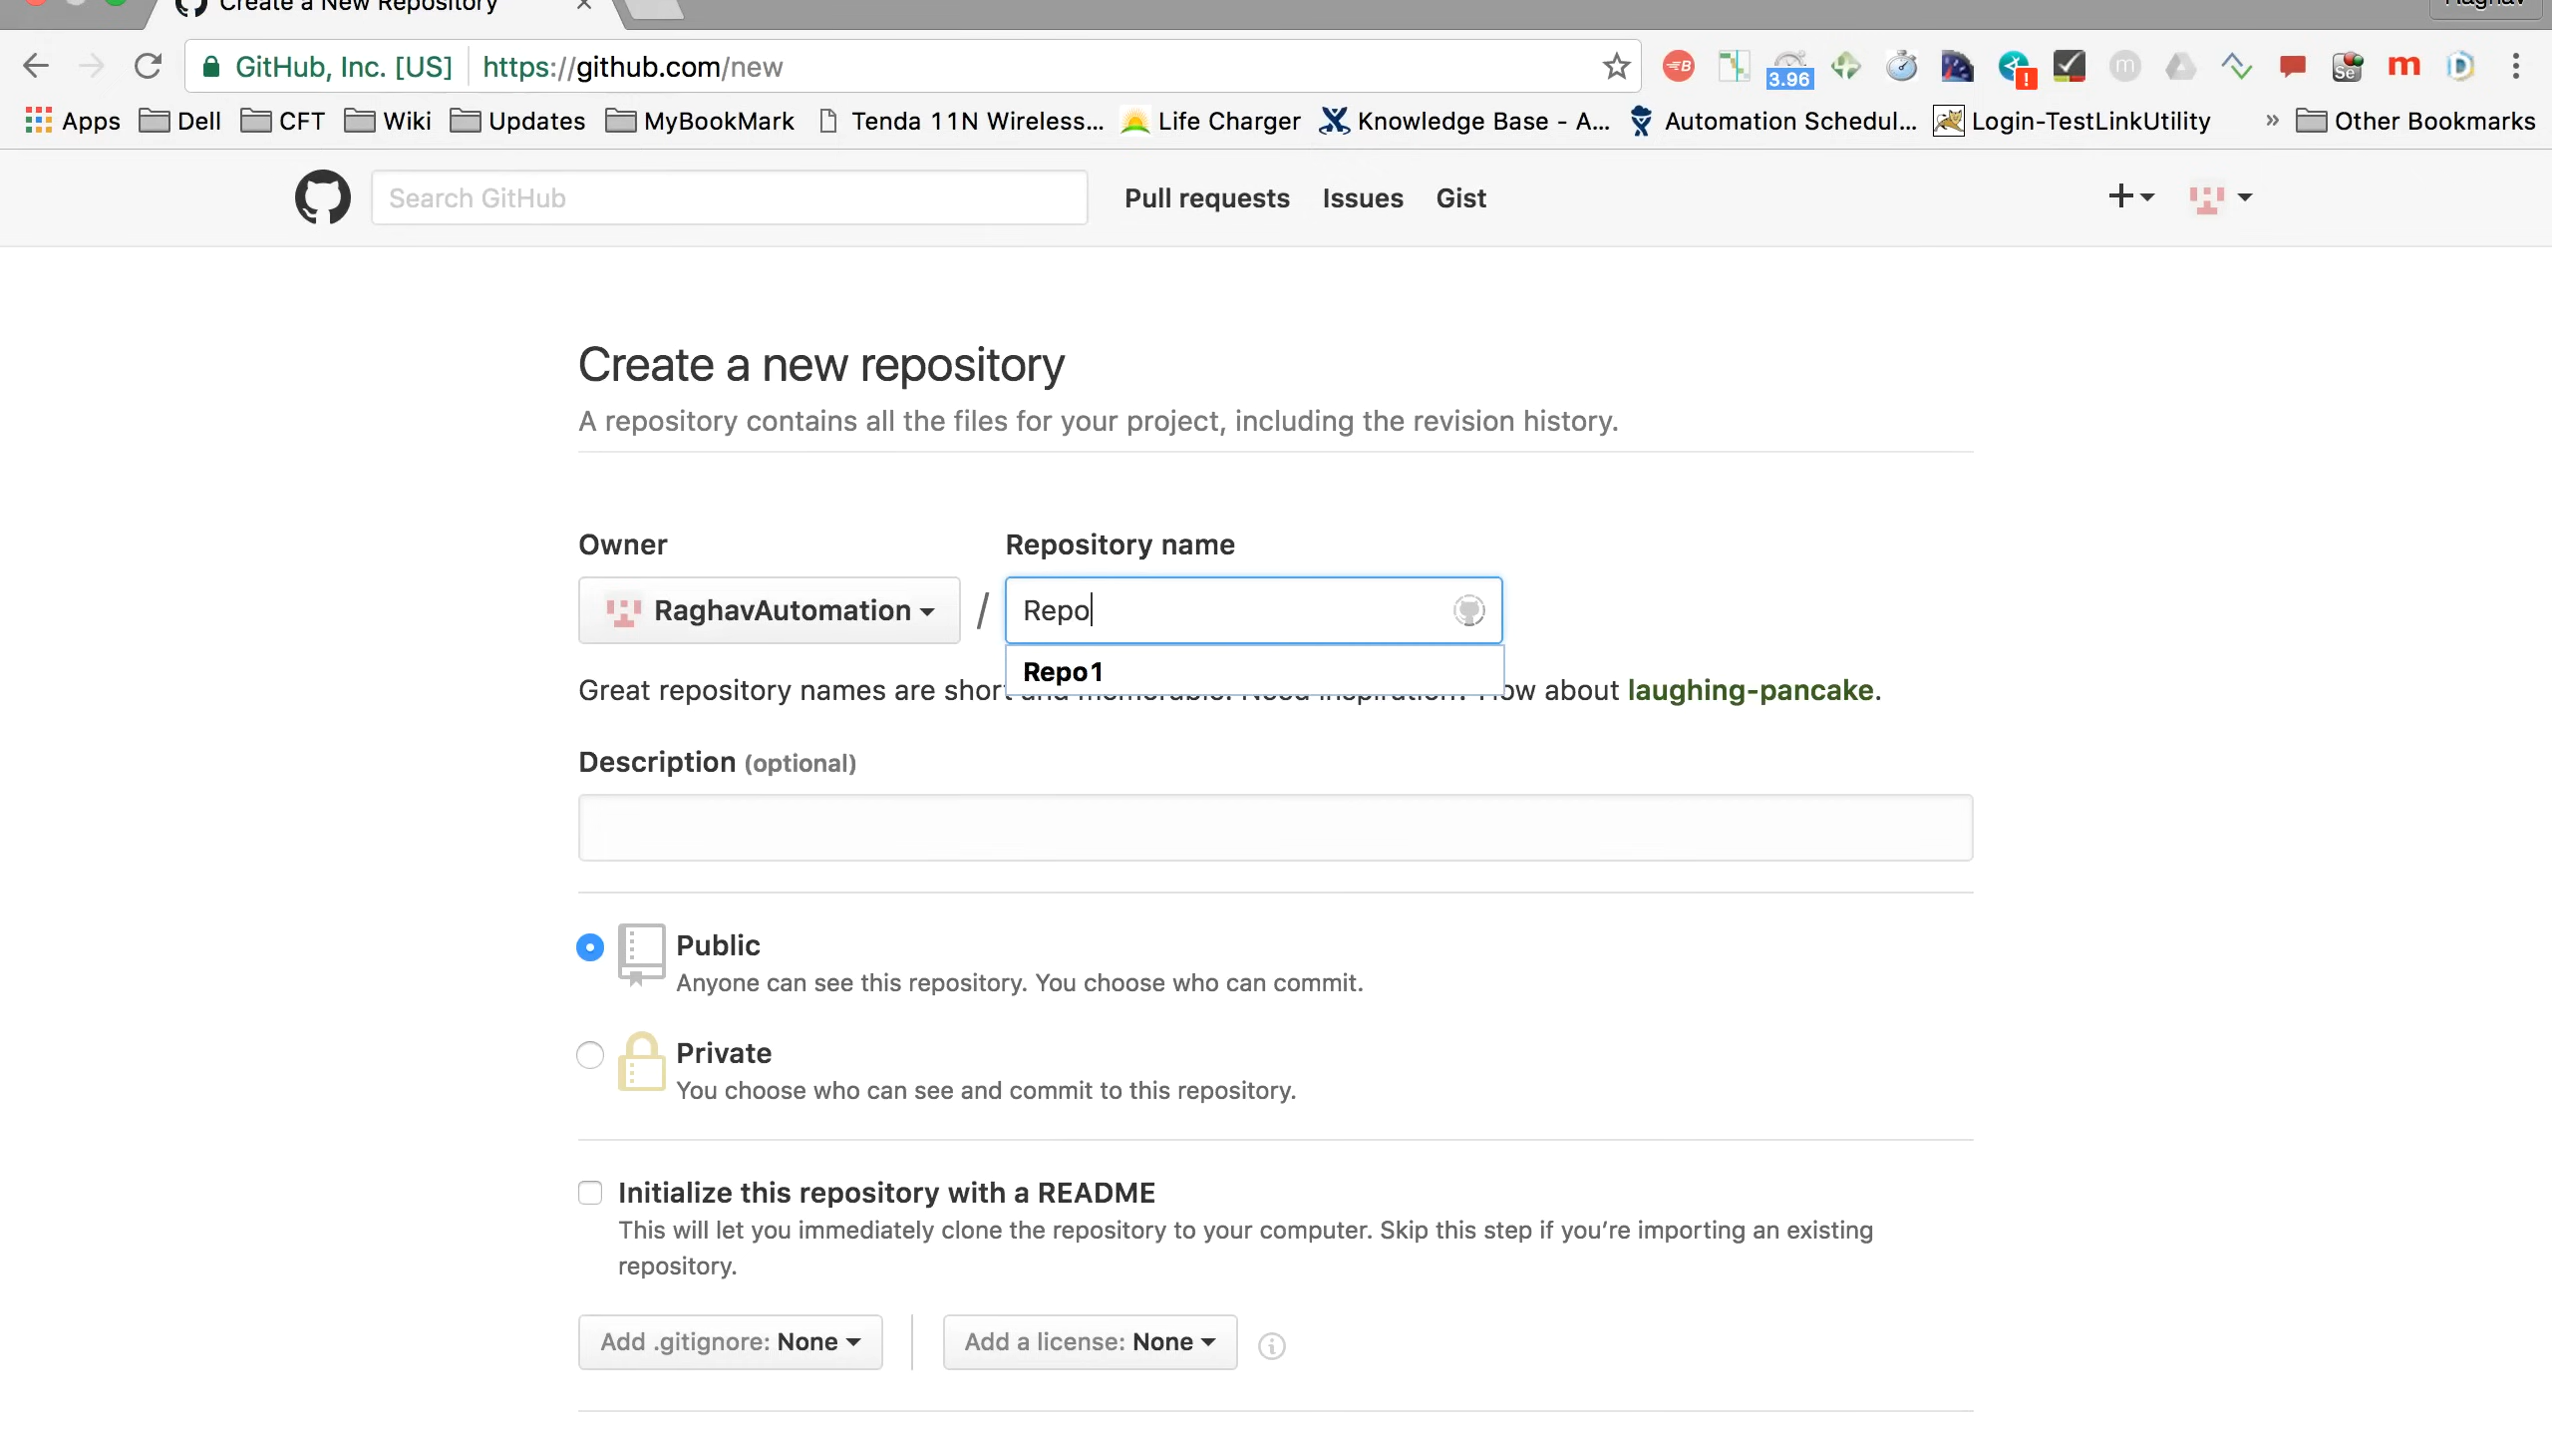 Create a New Repository
Raghav
GitHub, Inc. [US] https://github.com/new
3.96
Apps Dell CFT Wiki Updates MyBookMark Tenda 11N Wireless... Life Charger Knowledge Base - A... Automation Schedul... Login-TestLinkUtility » Other Bookmarks
Search GitHub Pull requests Issues Gist
Create a new repository
A repository contains all the files for your project, including the revision history.
Owner Repository name
RaghavAutomation / Repo
Repo1
Great repository names are short and memorable. Need inspiration? How about laughing-pancake.
Description (optional)
Public
Anyone can see this repository. You choose who can commit.
Private
You choose who can see and commit to this repository.
Initialize this repository with a README
This will let you immediately clone the repository to your computer. Skip this step if you’re importing an existing
repository.
Add .gitignore: None Add a license: None